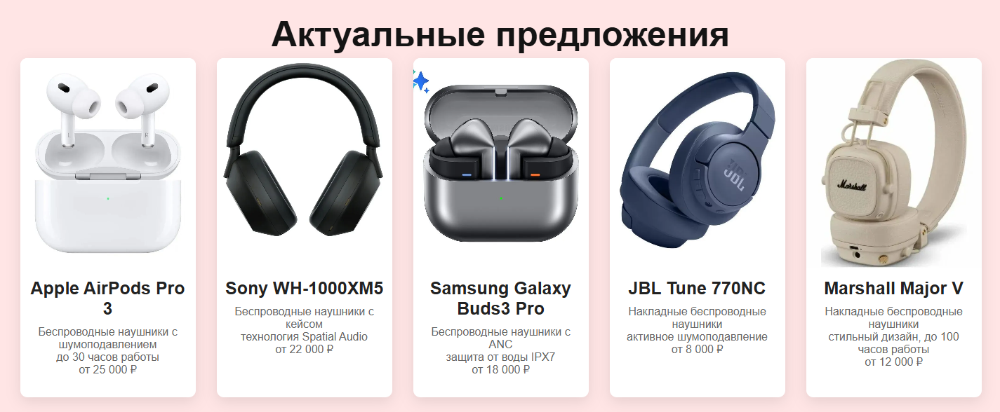 Актуальные предложения
Apple AirPods Pro
3
Беспроводные наушники с
шумоподавлением
до 30 часов работы
от 25 000 ₽
Sony WH-1000XM5
Беспроводные наушники с
кейсом
технология Spatial Audio
от 22 000 ₽
Samsung Galaxy
Buds3 Pro
Беспроводные наушники с
ANC
защита от воды IPX7
от 18 000 ₽
JBL
JBL Tune 770NC
Накладные беспроводные
наушники
активное шумоподавление
от 8 000 ₽
Marshall
Marshall Major V
Накладные беспроводные
наушники
стильный дизайн, до 100
часов работы
от 12 000 ₽